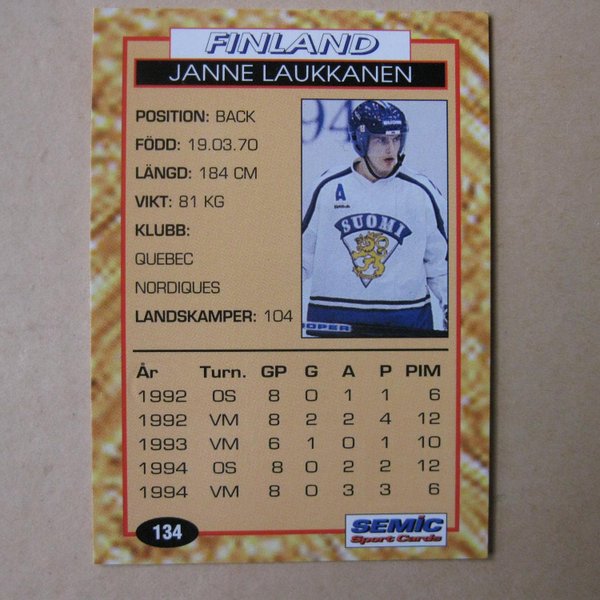 FINLAND
JANNE LAUKKANEN
POSITION: BACK
FÖDD: 19.03.70
LÄNGD: 184 CM
VIKT: 81 KG
KLUBB:
QUEBEC
NORDIQUES
LANDSKAMPER: 104
94
A
SUOMI
OOPER
År Turn. GP G A P PIM
1992 OS 8 0 1 1 6
1992 VM 8 2 2 4 12
1993 VM 6 1 0 1 10
1994 OS 8 0 2 2 12
1994 VM 8 0 3 3 6
134
SEMIC
Sport Cards